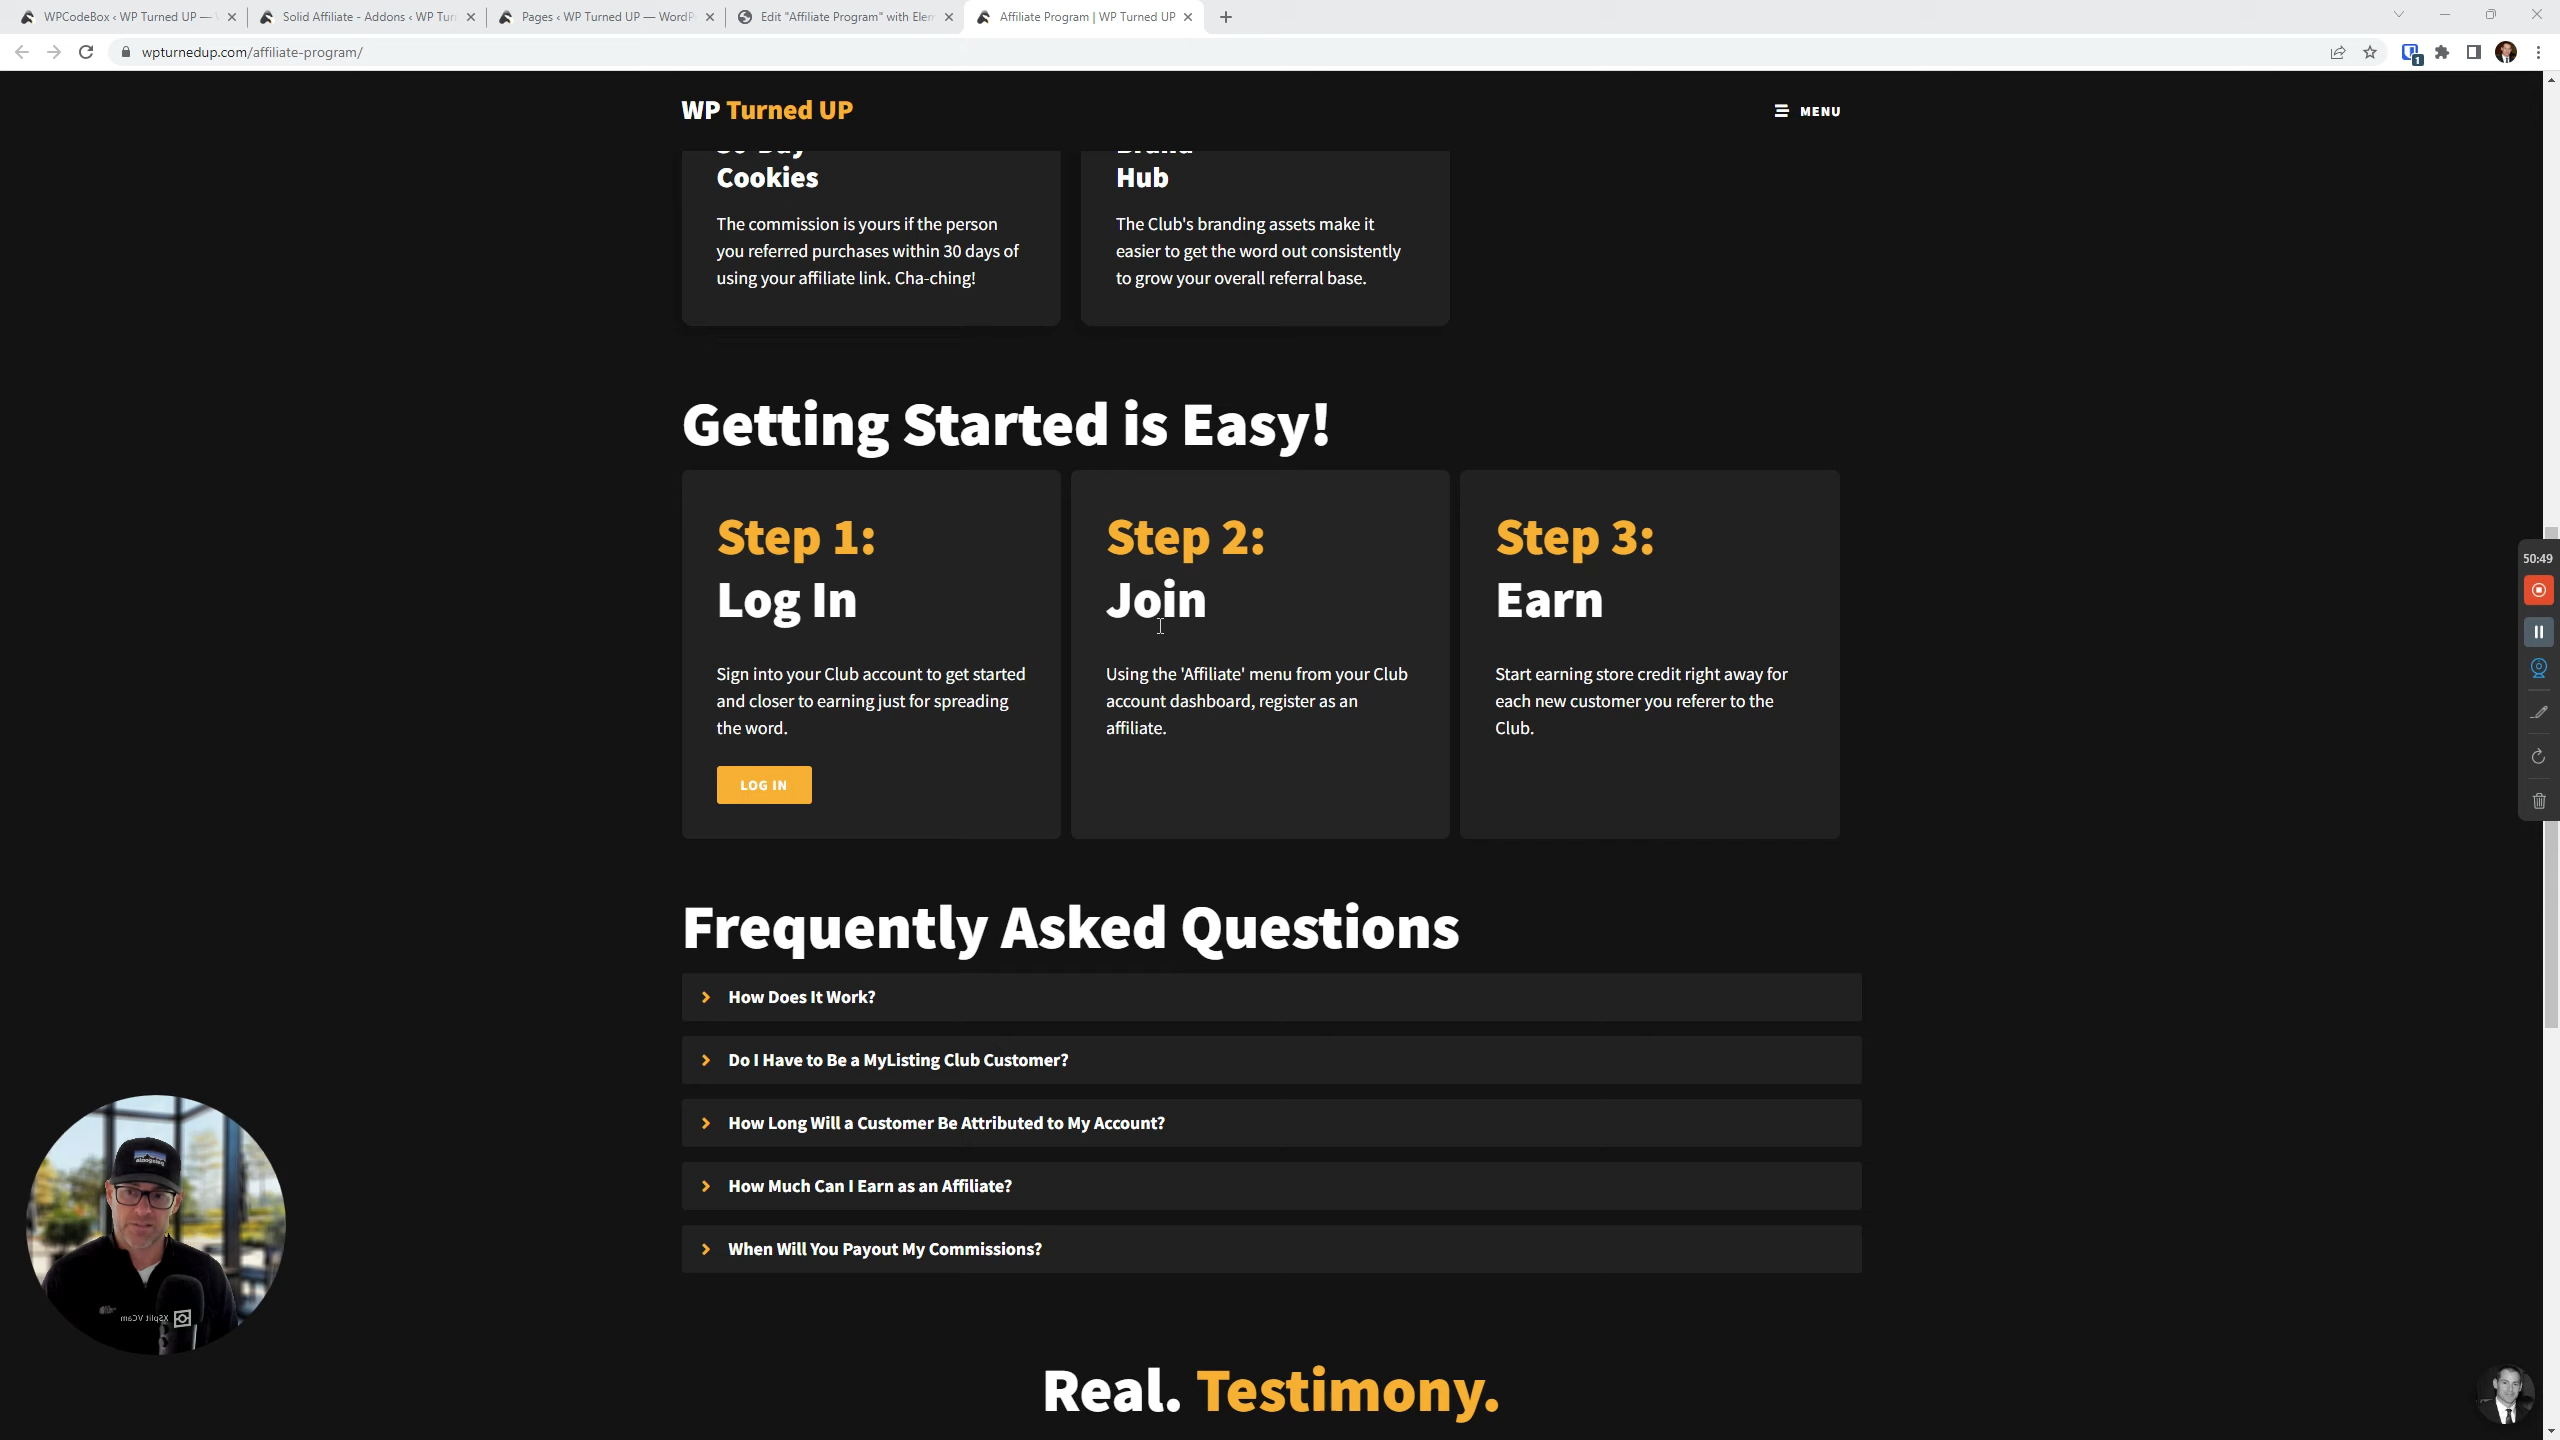 WPCodeBox ‹ WP Turned UP —
Solid Affiliate - Addons ‹ WP Tur
Pages ‹ WP Turned UP — WordP
Edit "Affiliate Program" with Elem
Affiliate Program | WP Turned UP
wpturnedup.com/affiliate-program/
1
WP Turned UP
MENU
Cookies
Hub
The commission is yours if the person
you referred purchases within 30 days of
using your affiliate link. Cha-ching!
The Club's branding assets make it
easier to get the word out consistently
to grow your overall referral base.
Getting Started is Easy!
Step 1:
Log In
Sign into your Club account to get started
and closer to earning just for spreading
the word.
LOG IN
Step 2:
Join
Using the 'Affiliate' menu from your Club
account dashboard, register as an
affiliate.
Step 3:
Earn
Start earning store credit right away for
each new customer you referer to the
Club.
50:49
Frequently Asked Questions
How Does It Work?
Do I Have to Be a MyListing Club Customer?
How Long Will a Customer Be Attributed to My Account?
How Much Can I Earn as an Affiliate?
When Will You Payout My Commissions?
XSplit VCam
Real. Testimony.